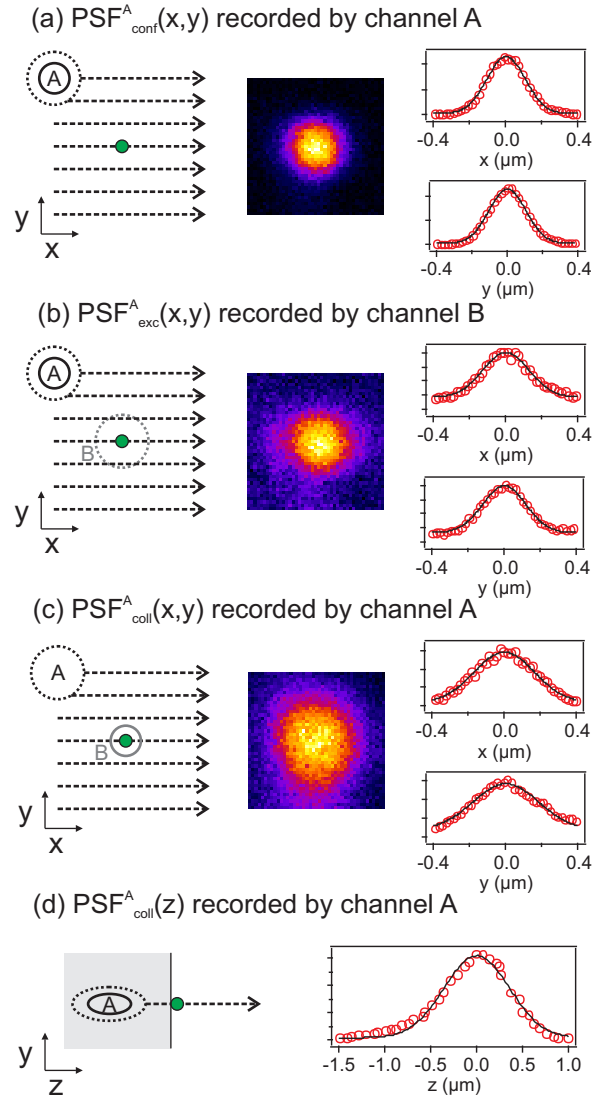 (a) PSF^A_conf(x,y) recorded by channel A
A
y
x
-0.4 0.0 0.4
x (µm)
-0.4 0.0 0.4
y (µm)
(b) PSF^A_exc(x,y) recorded by channel B
A
B
y
x
-0.4 0.0 0.4
x (µm)
-0.4 0.0 0.4
y (µm)
(c) PSF^A_coll(x,y) recorded by channel A
A
B
y
x
-0.4 0.0 0.4
x (µm)
-0.4 0.0 0.4
y (µm)
(d) PSF^A_coll(z) recorded by channel A
A
y
z
-1.5 -1.0 -0.5 0.0 0.5 1.0
z (µm)